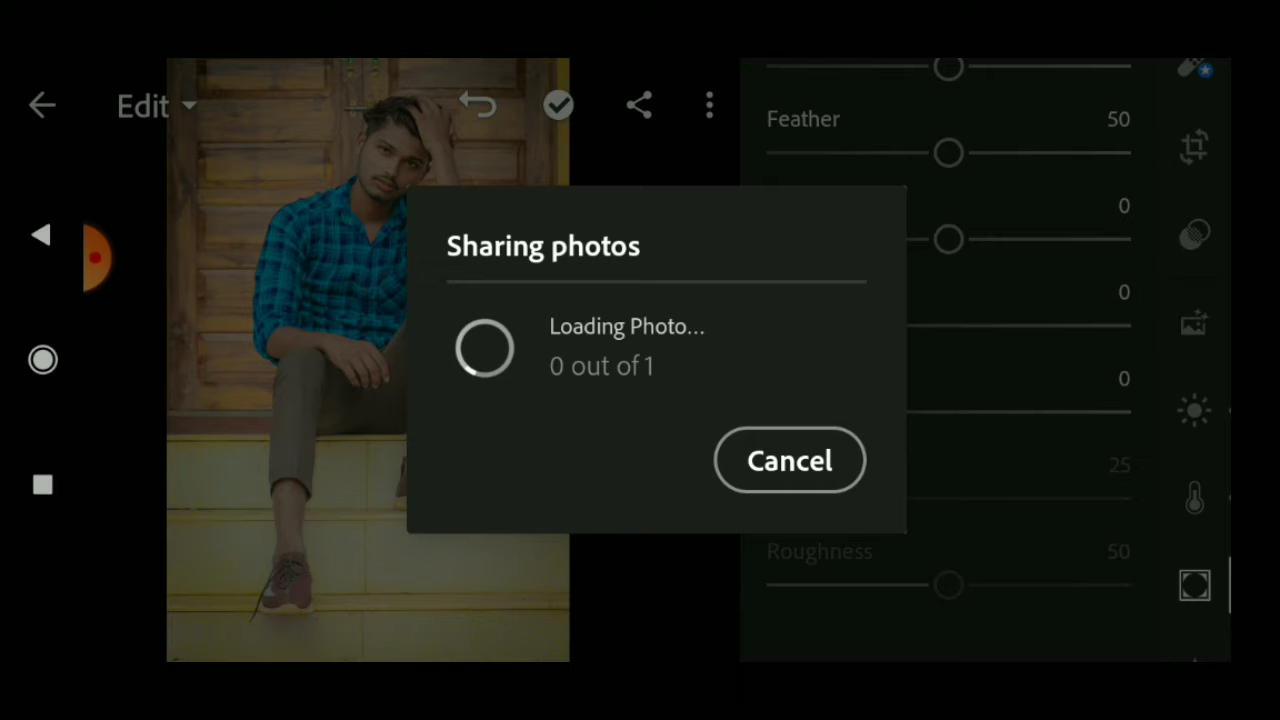 Edit
Feather 50
0
Sharing photos
0
Loading Photo...
0 out of 1
0
Cancel
25
Roughness 50